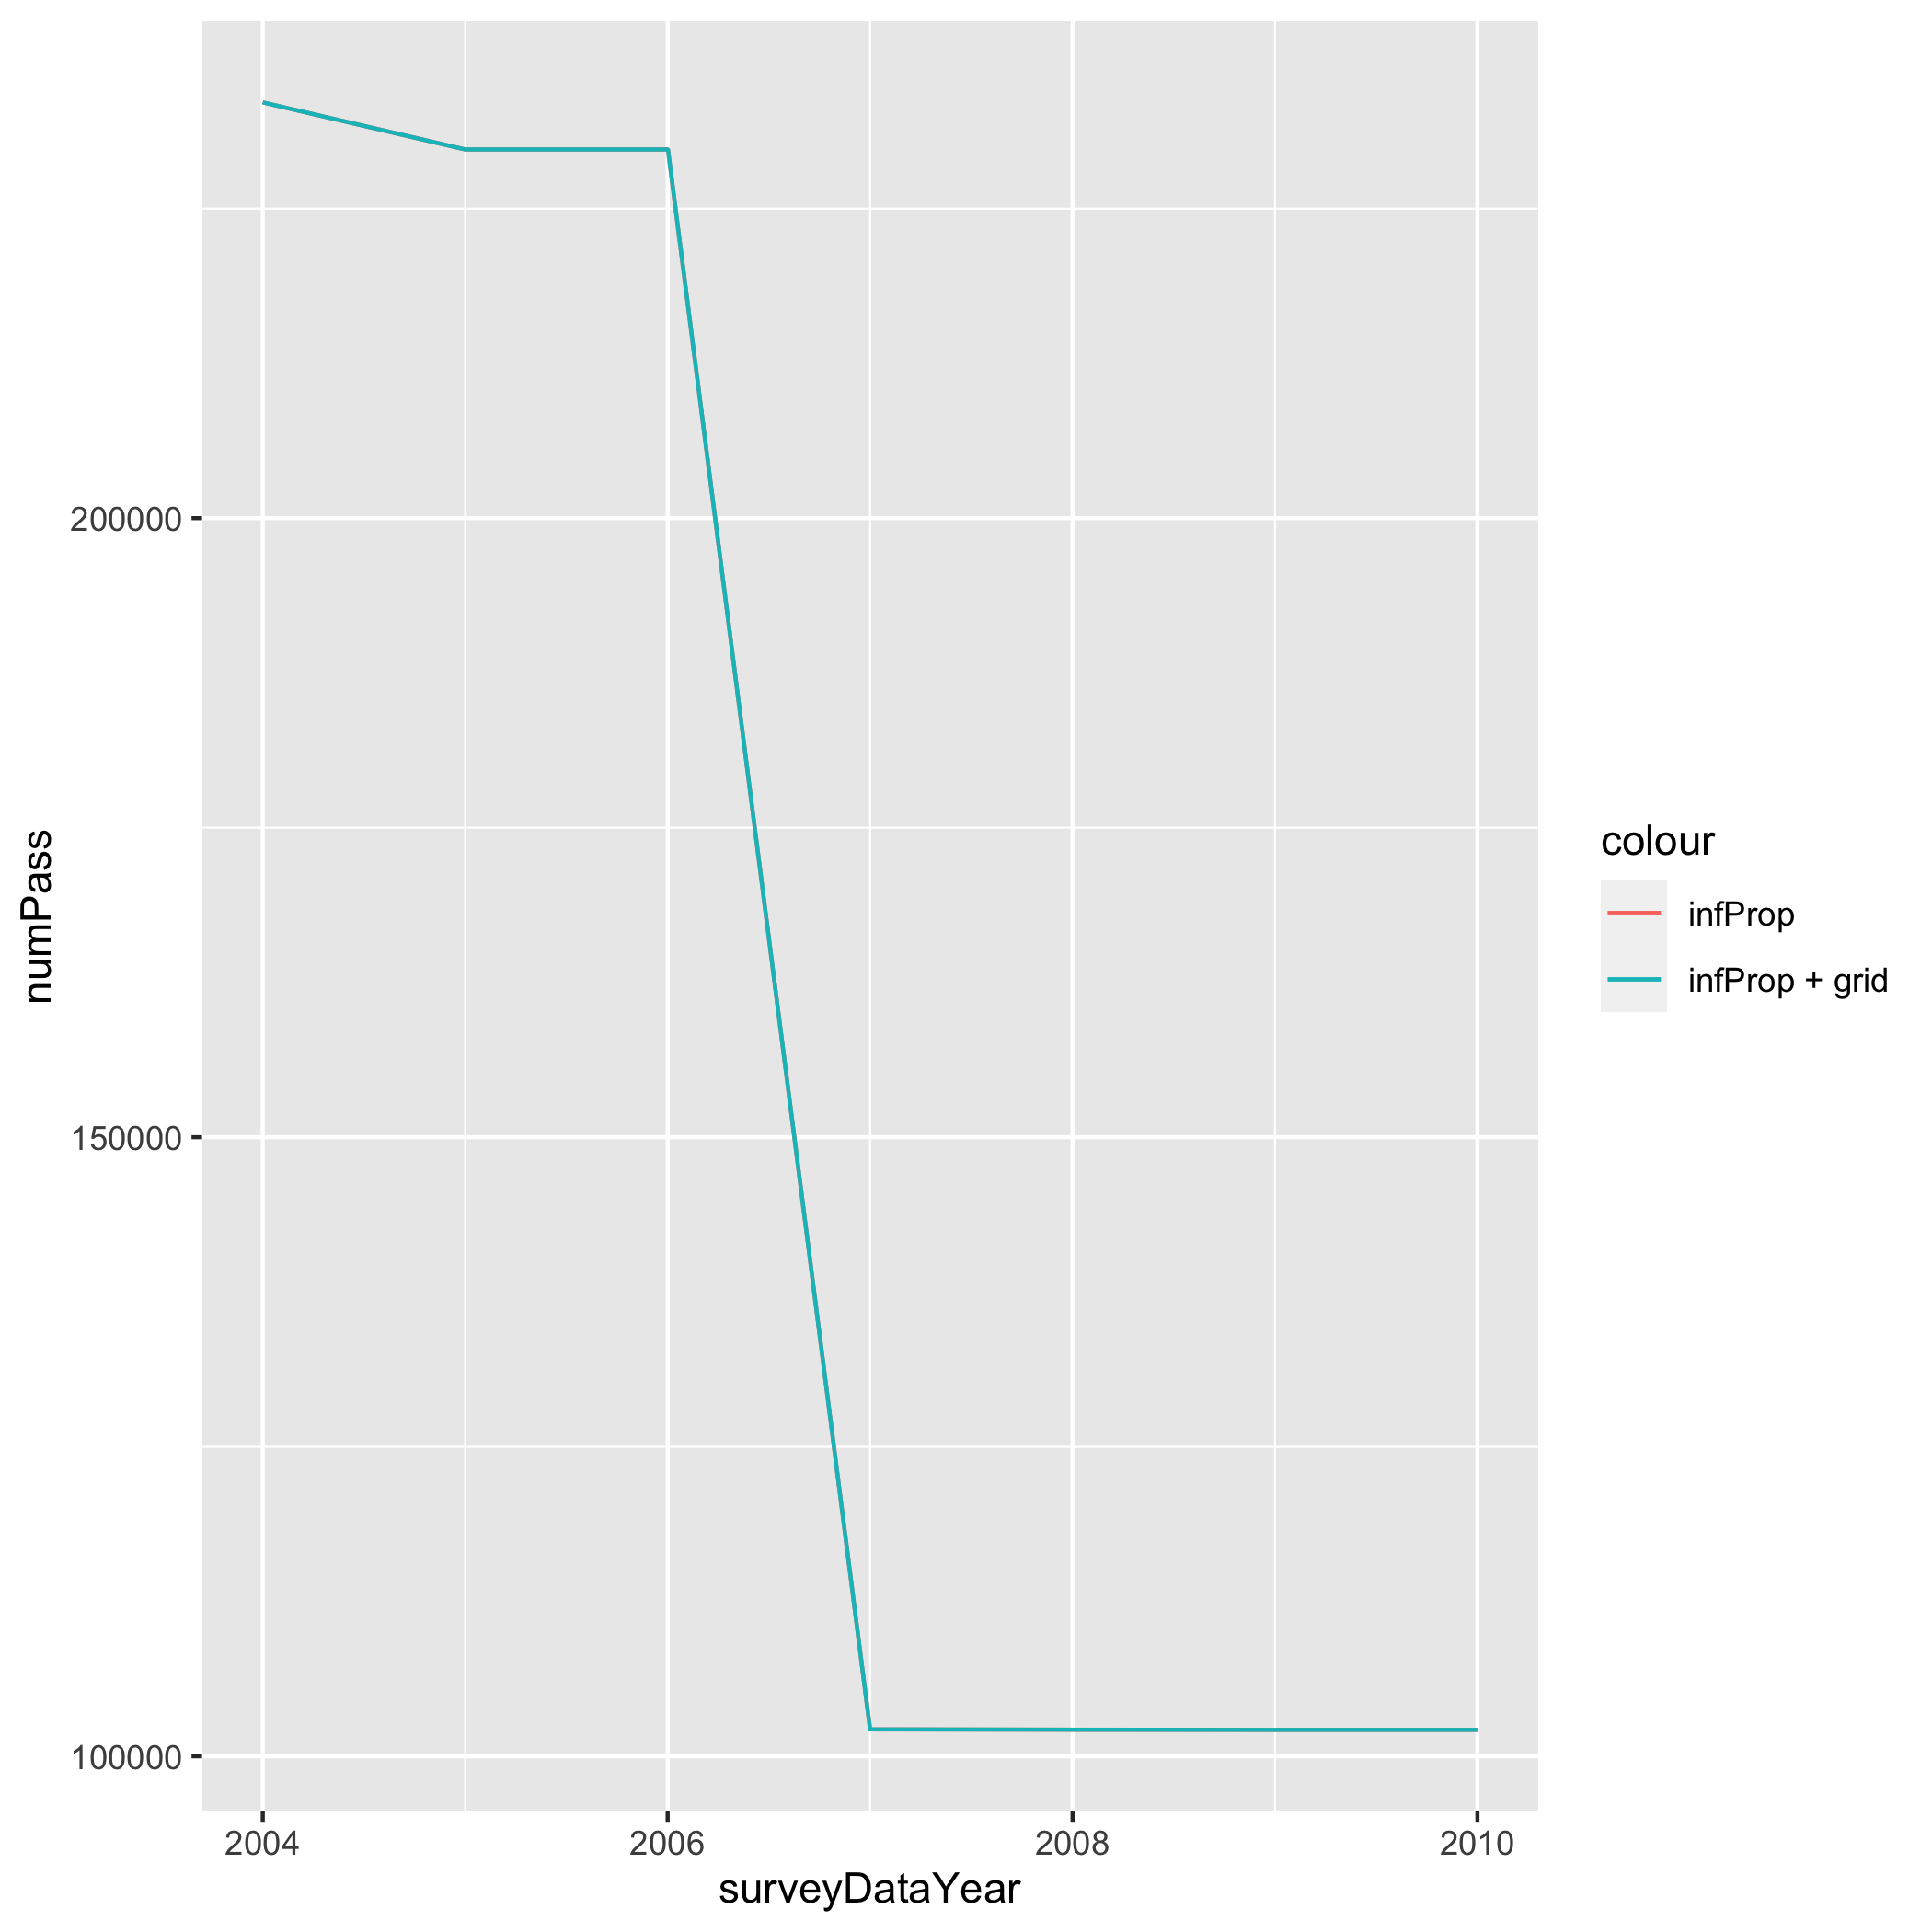 numPass
200000
150000
100000
2004 2006 2008 2010
surveyDataYear
colour
infProp
infProp + grid